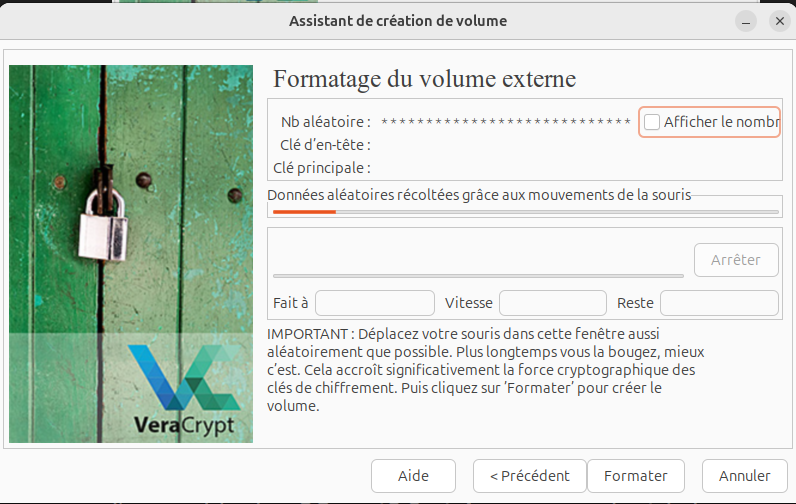 Assistant de création de volume
Formatage du volume externe
Nb aléatoire : * * * * * * * * * * * * * * * * * * * * * * * * * * * * Afficher le nombr
Clé d'en-tête :
Clé principale :
Données aléatoires récoltées grâce aux mouvements de la souris
Arrêter
Fait à Vitesse Reste
IMPORTANT : Déplacez votre souris dans cette fenêtre aussi
aléatoirement que possible. Plus longtemps vous la bougez, mieux
c'est. Cela accroît significativement la force cryptographique des
clés de chiffrement. Puis cliquez sur 'Formater' pour créer le
volume.
VeraCrypt
Aide < Précédent Formater Annuler